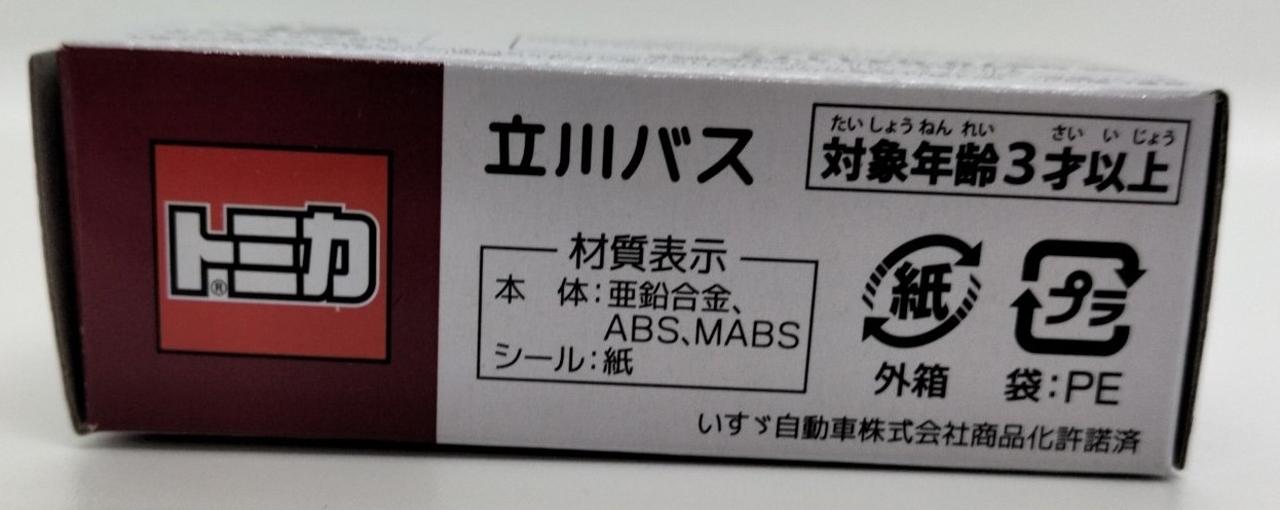 トミカ®
立川バス
たいしょうねんれい さいいじょう
対象年齢3才以上
材質表示
本　体:亜鉛合金、
ABS、MABS
シール:紙
紙
外箱
プラ
袋:PE
いすゞ自動車株式会社商品化許諾済